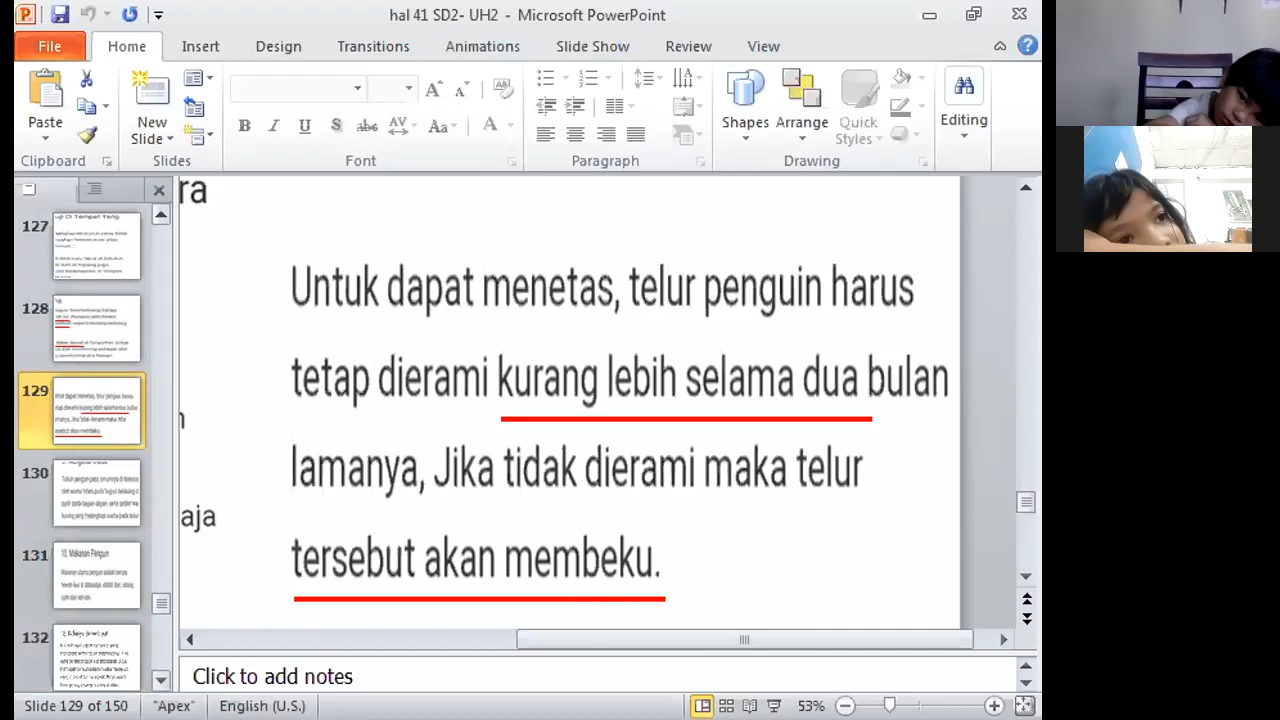 hal 41 SD2- UH2 - Microsoft PowerPoint
File Home Insert Design Transitions Animations Slide Show Review View
Paste New Slide Shapes Arrange Quick Styles Editing
Clipboard Slides Font Paragraph Drawing
ra
Untuk dapat menetas, telur penguin harus
tetap dierami kurang lebih selama dua bulan
lamanya, Jika tidak dierami maka telur
aja
tersebut akan membeku.
127
128
129
130
131
10. Makanan Penguin
132
Click to add notes
Slide 129 of 150 "Apex" English (U.S.) 53%